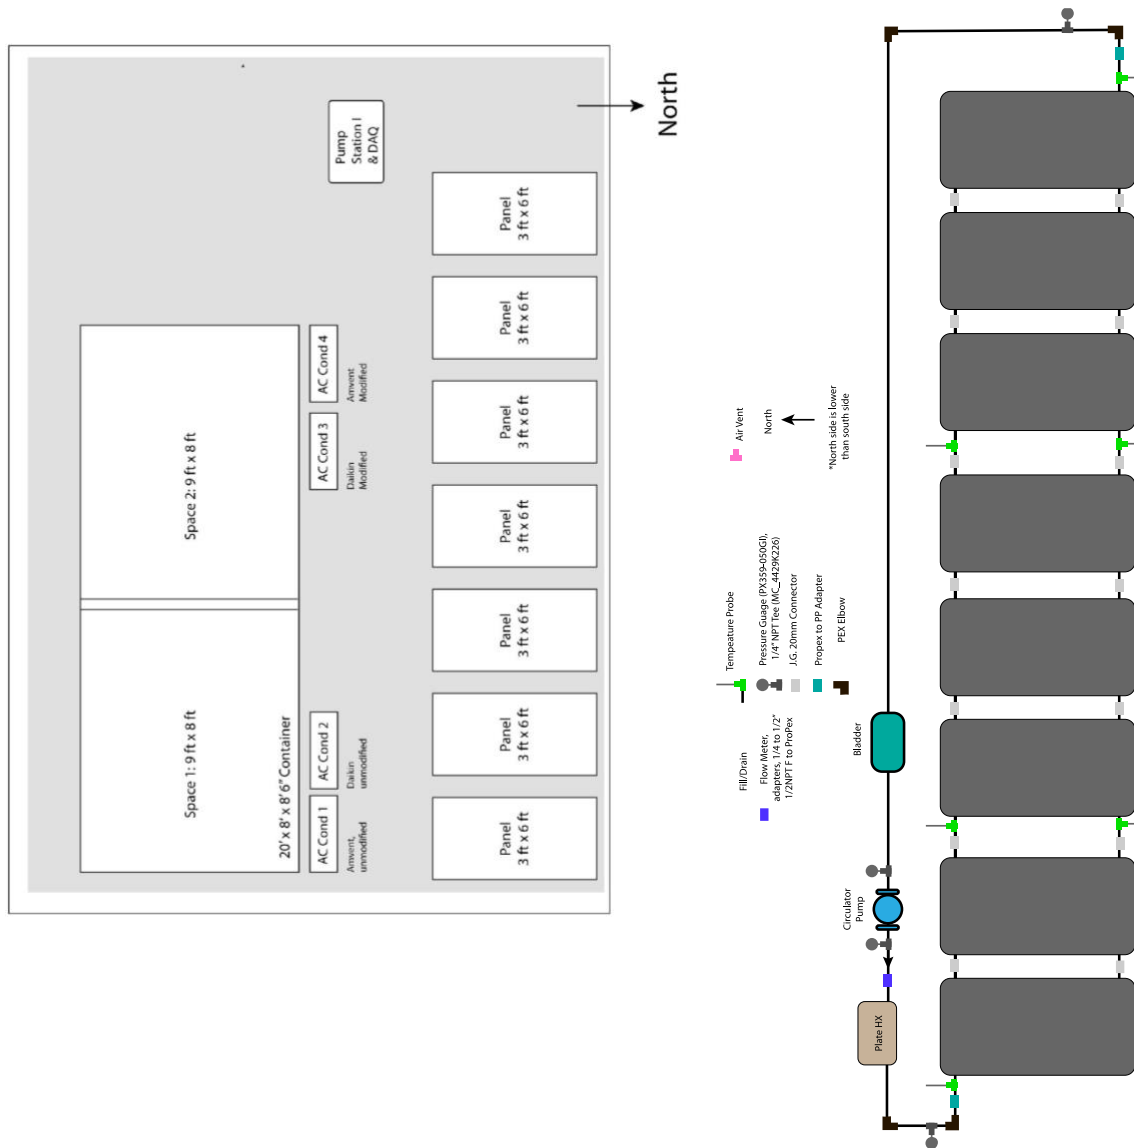 Space 1: 9 ft x 8 ft
Space 2: 9 ft x 8 ft
20' x 8' x 8'6" Container
AC Cond 1
Amvent,
unmodified
AC Cond 2
Daikin
unmodified
AC Cond 3
Daikin
Modified
AC Cond 4
Amvent
Modified
Pump
Station I
& DAQ
Panel
3 ft x 6 ft
Panel
3 ft x 6 ft
Panel
3 ft x 6 ft
Panel
3 ft x 6 ft
Panel
3 ft x 6 ft
Panel
3 ft x 6 ft
Panel
3 ft x 6 ft
North
Fill/Drain
Flow Meter,
adapters, 1/4 to 1/2"
1/2NPT F to ProPex
Tempeature Probe
Pressure Guage (PX359-050GI),
1/4" NPT Tee (MC_4429K226)
J.G. 20mm Connector
Propex to PP Adapter
PEX Elbow
Air Vent
North
*North side is lower
than south side
Plate HX
Circulator
Pump
Bladder